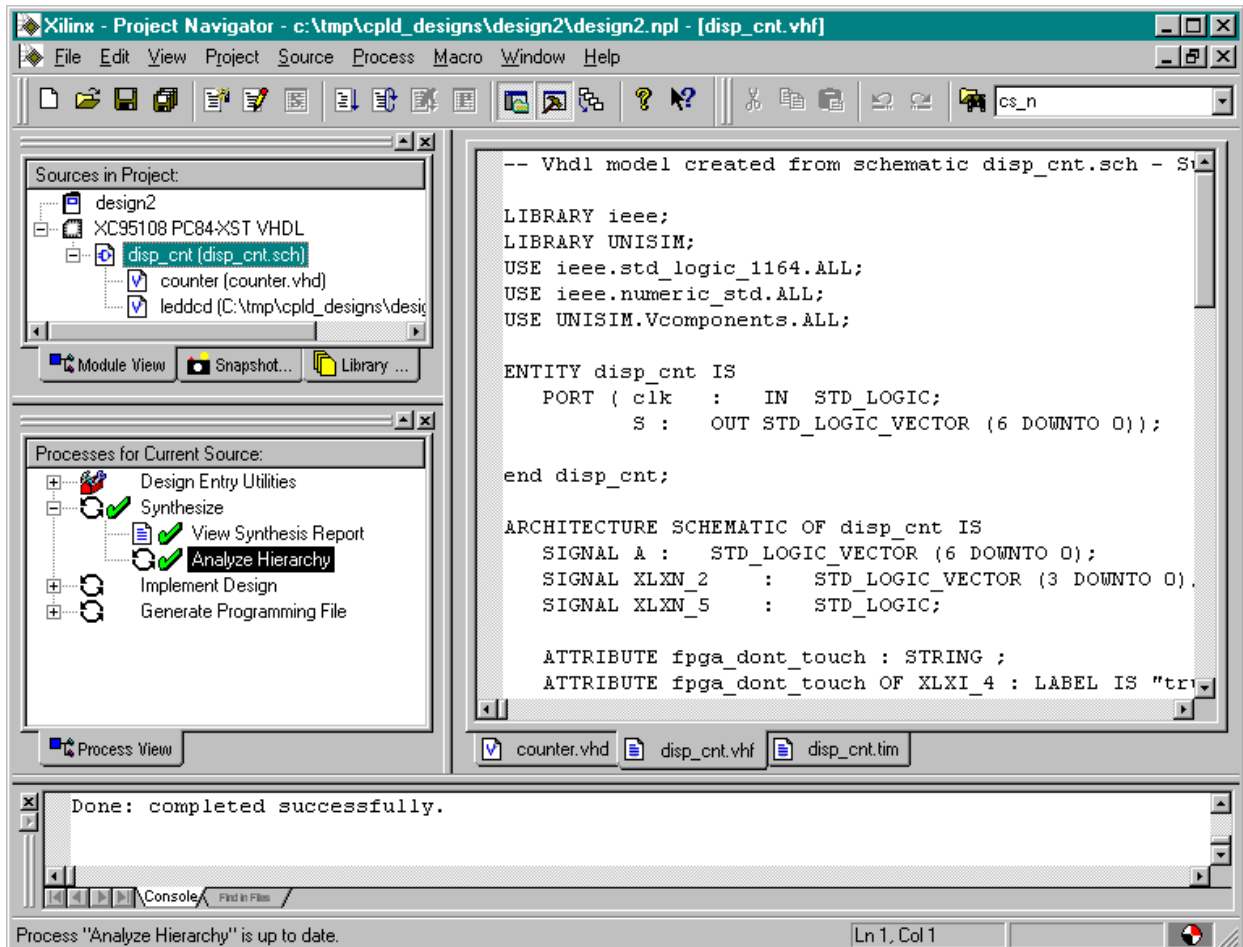 Xilinx - Project Navigator - c:\tmp\cpld_designs\design2\design2.npl - [disp_cnt.vhf]
File Edit View Project Source Process Macro Window Help
cs_n
Sources in Project:
design2
XC95108 PC84-XST VHDL
disp_cnt (disp_cnt.sch)
counter (counter.vhd)
leddcd (C:\tmp\cpld_designs\desig
Module View Snapshot... Library ...
Processes for Current Source:
Design Entry Utilities
Synthesize
View Synthesis Report
Analyze Hierarchy
Implement Design
Generate Programming File
Process View
-- Vhdl model created from schematic disp_cnt.sch -
LIBRARY ieee;
LIBRARY UNISIM;
USE ieee.std_logic_1164.ALL;
USE ieee.numeric_std.ALL;
USE UNISIM.Vcomponents.ALL;
ENTITY disp_cnt IS
PORT ( clk : IN STD_LOGIC;
S : OUT STD_LOGIC_VECTOR (6 DOWNTO 0));
end disp_cnt;
ARCHITECTURE SCHEMATIC OF disp_cnt IS
SIGNAL A : STD_LOGIC_VECTOR (6 DOWNTO 0);
SIGNAL XLXN_2 : STD_LOGIC_VECTOR (3 DOWNTO 0)
SIGNAL XLXN_5 : STD_LOGIC;
ATTRIBUTE fpga_dont_touch : STRING ;
ATTRIBUTE fpga_dont_touch OF XLXI_4 : LABEL IS "tr
counter.vhd disp_cnt.vhf disp_cnt.tim
Done: completed successfully.
Console Find in Files
Process "Analyze Hierarchy" is up to date.
Ln 1, Col 1